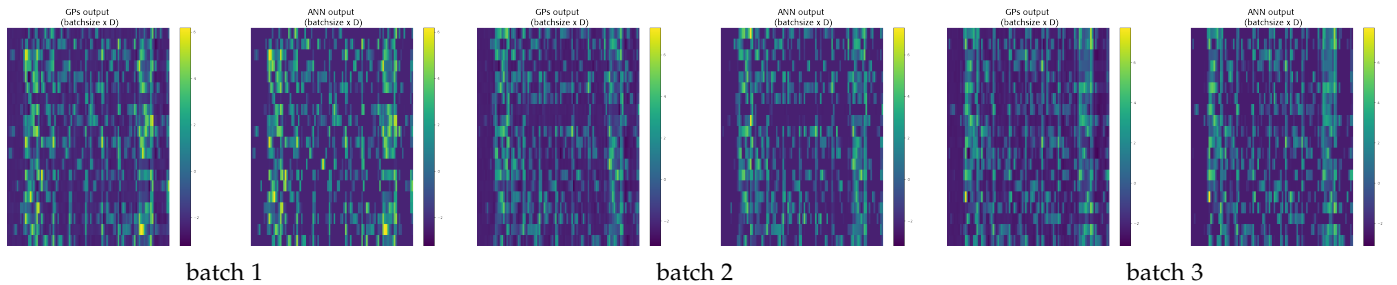 GPs output
(batchsize x D)
ANN output
(batchsize x D)
GPs output
(batchsize x D)
ANN output
(batchsize x D)
GPs output
(batchsize x D)
ANN output
(batchsize x D)
batch 1
batch 2
batch 3